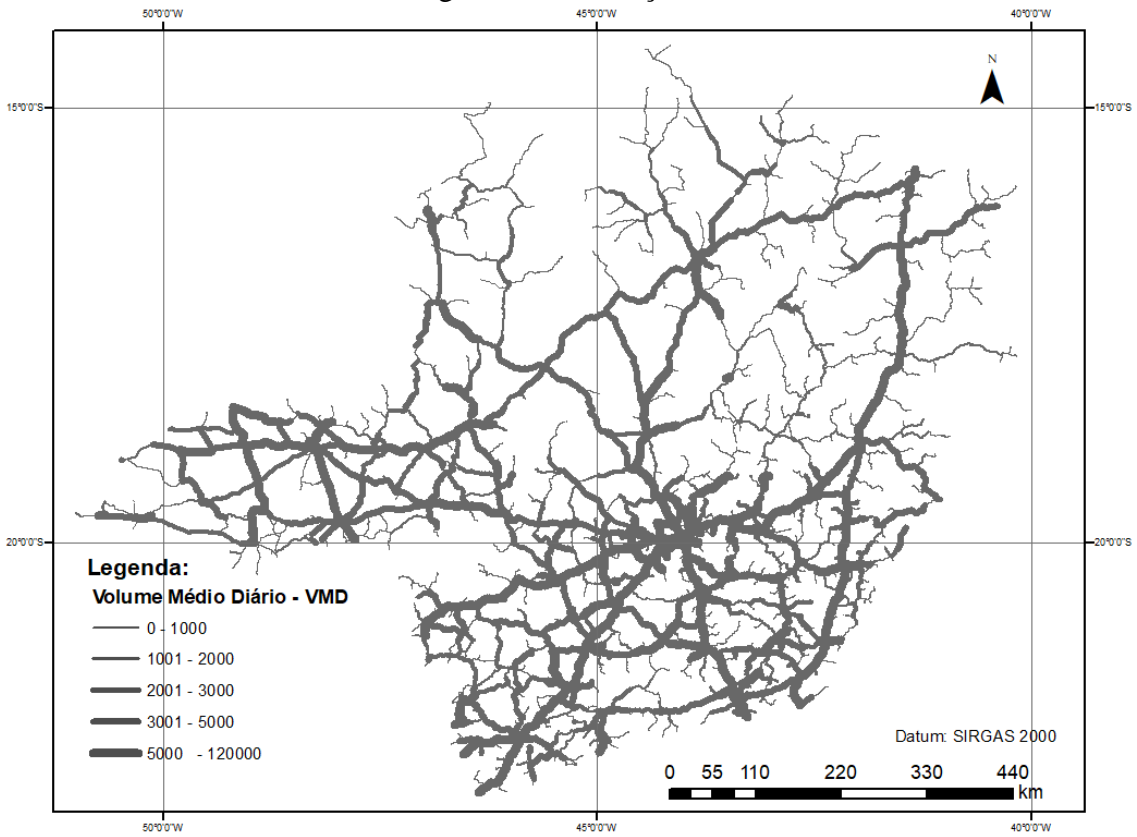 50°0'0"W 45°0'0"W 40°0'0"W
N
15°0'0"S 15°0'0"S
20°0'0"S 20°0'0"S
Legenda:
Volume Médio Diário - VMD
0 - 1000
1001 - 2000
2001 - 3000
3001 - 5000
5000 - 120000
Datum: SIRGAS 2000
0 55 110 220 330 440
km
50°0'0"W 45°0'0"W 40°0'0"W